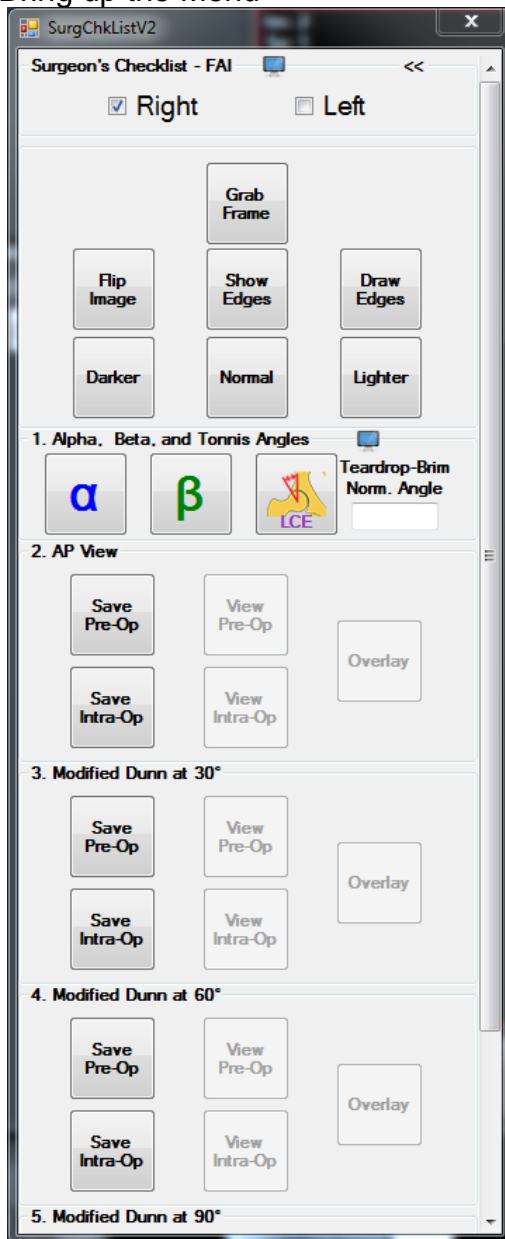 Bring up the menu
SurgChkListV2
x
Surgeon's Checklist - FAI <<
Right Left
Grab
Frame
Flip
Image
Show
Edges
Draw
Edges
Darker
Normal
Lighter
1. Alpha, Beta, and Tonnis Angles
α
β
LCE
Teardrop-Brim
Norm. Angle
2. AP View
Save
Pre-Op
View
Pre-Op
Overlay
Save
Intra-Op
View
Intra-Op
3. Modified Dunn at 30°
Save
Pre-Op
View
Pre-Op
Overlay
Save
Intra-Op
View
Intra-Op
4. Modified Dunn at 60°
Save
Pre-Op
View
Pre-Op
Overlay
Save
Intra-Op
View
Intra-Op
5. Modified Dunn at 90°